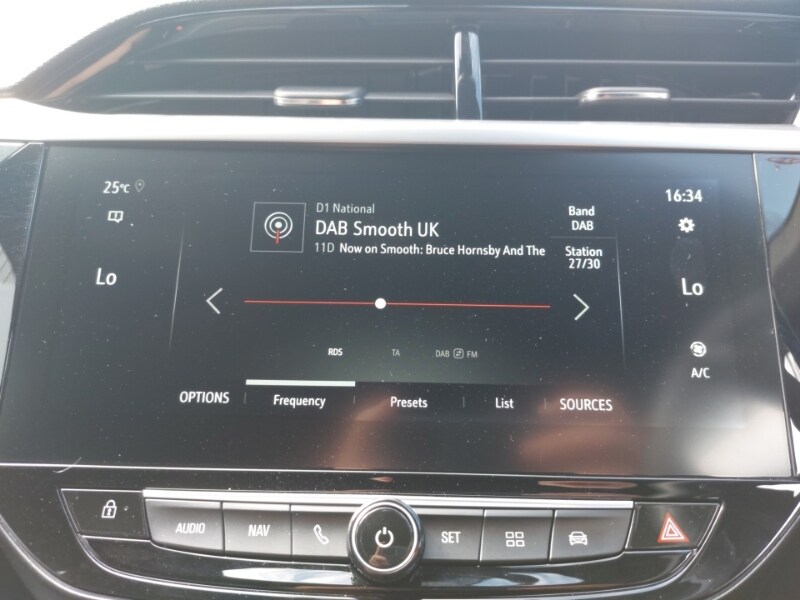 25°C
16:34
D1 National
DAB Smooth UK
11D Now on Smooth: Bruce Hornsby And The
Band
DAB
Station
27/30
Lo
Lo
RDS TA DAB FM
A/C
OPTIONS Frequency Presets List SOURCES
AUDIO NAV SET